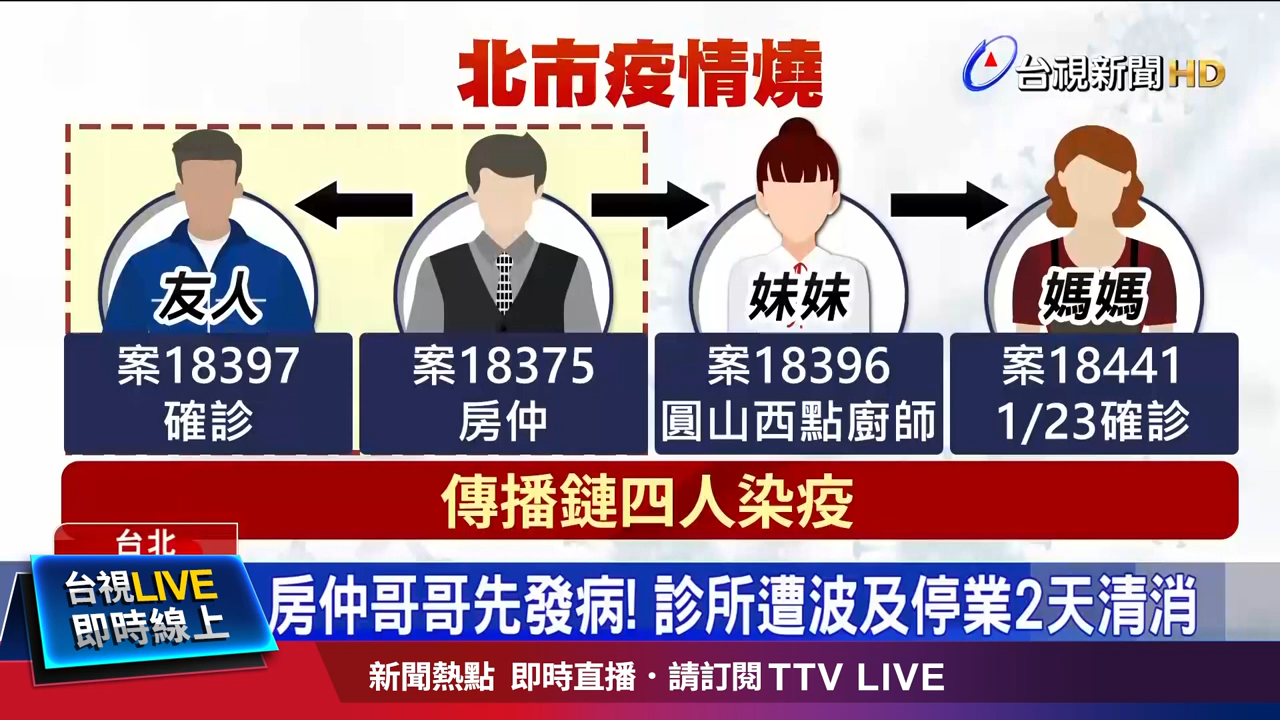 北市疫情燒
台視新聞HD
友人
妹妹
媽媽
案18397
確診
案18375
房仲
案18396
圓山西點廚師
案18441
1/23確診
傳播鏈四人染疫
台北
台視LIVE
即時線上
房仲哥哥先發病! 診所遭波及停業2天清消
新聞熱點 即時直播・請訂閱TTV LIVE